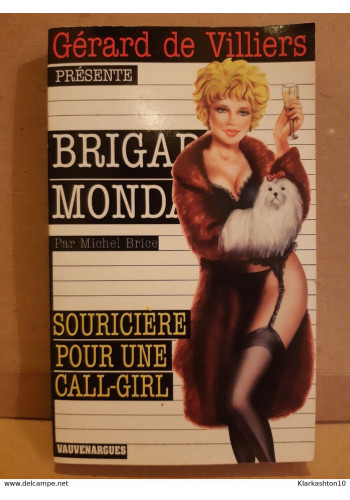 Gérard de Villiers
PRÉSENTE
BRIGAD
MONDA
Par Michel Brice
SOURICIÈRE
POUR UNE
CALL-GIRL
VAUVENARGUES
Klarkashton10 @ www.delcampe.net